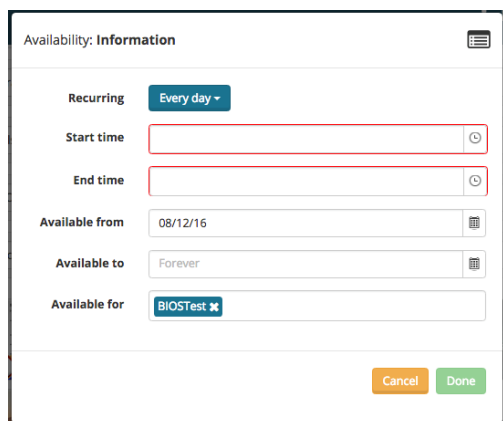 Availability: Information
Recurring Every day
Start time
End time
Available from 08/12/16
Available to Forever
Available for BIOSTest ✖
Cancel Done